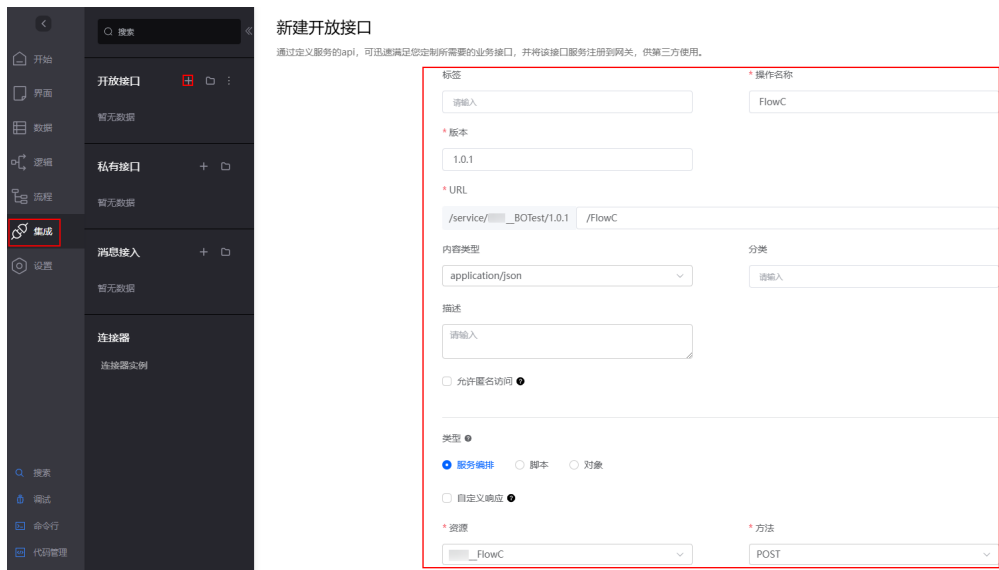 开始
界面
数据
逻辑
流程
集成
设置
搜索
调试
命令行
代码管理
搜索
开放接口
暂无数据
私有接口
暂无数据
消息接入
暂无数据
连接器
连接器实例
新建开放接口
通过定义服务的api，可迅速满足您定制所需要的业务接口，并将该接口服务注册到网关，供第三方使用。
标签
* 操作名称
请输入
FlowC
* 版本
1.0.1
* URL
/service/ __BOTest/1.0.1 /FlowC
内容类型
分类
application/json
请输入
描述
请输入
允许匿名访问
类型
服务编排 脚本 对象
自定义响应
* 资源
* 方法
__FlowC
POST